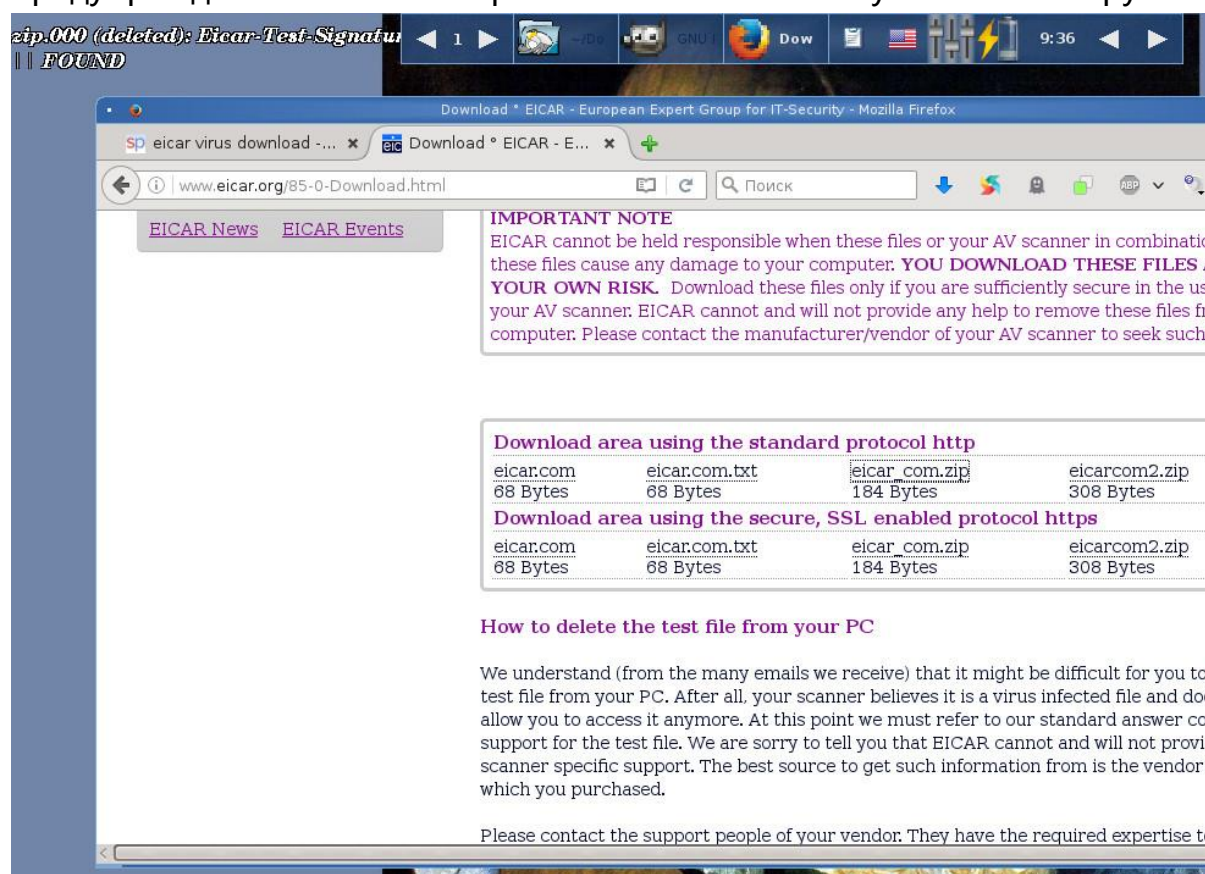 zip.000 (deleted): Eicar-Test-Signatur
|| FOUND
1
~/Do
GNU I
Dow
9:36
Download ° EICAR - European Expert Group for IT-Security - Mozilla Firefox
sp eicar virus download -...
eic Download ° EICAR - E...
www.eicar.org/85-0-Download.html
Поиск
ABP
EICAR News EICAR Events
IMPORTANT NOTE
EICAR cannot be held responsible when these files or your AV scanner in combinatio
these files cause any damage to your computer. YOU DOWNLOAD THESE FILES A
YOUR OWN RISK. Download these files only if you are sufficiently secure in the us
your AV scanner. EICAR cannot and will not provide any help to remove these files fr
computer. Please contact the manufacturer/vendor of your AV scanner to seek such
Download area using the standard protocol http
eicar.com eicar.com.txt eicar_com.zip eicarcom2.zip
68 Bytes 68 Bytes 184 Bytes 308 Bytes
Download area using the secure, SSL enabled protocol https
eicar.com eicar.com.txt eicar_com.zip eicarcom2.zip
68 Bytes 68 Bytes 184 Bytes 308 Bytes
How to delete the test file from your PC
We understand (from the many emails we receive) that it might be difficult for you to
test file from your PC. After all, your scanner believes it is a virus infected file and do
allow you to access it anymore. At this point we must refer to our standard answer co
support for the test file. We are sorry to tell you that EICAR cannot and will not provi
scanner specific support. The best source to get such information from is the vendor
which you purchased.
Please contact the support people of your vendor. They have the required expertise t